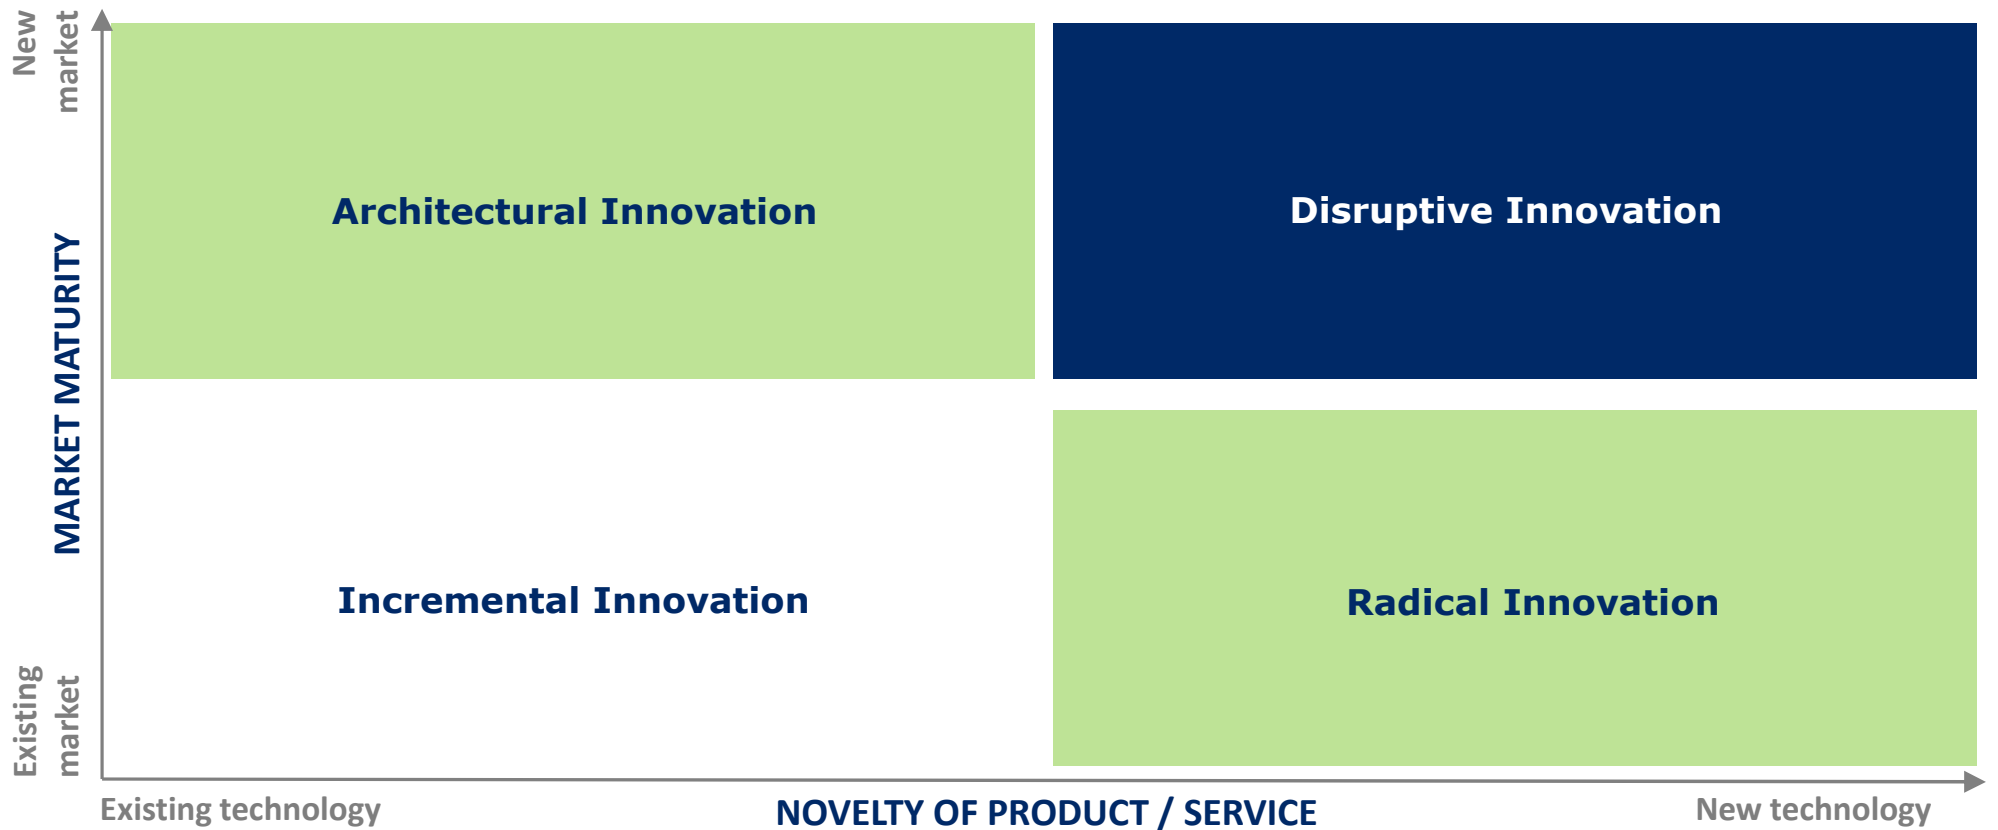 New
market
Architectural Innovation
Disruptive Innovation
MARKET MATURITY
Incremental Innovation
Radical Innovation
Existing
market
Existing technology
NOVELTY OF PRODUCT / SERVICE
New technology